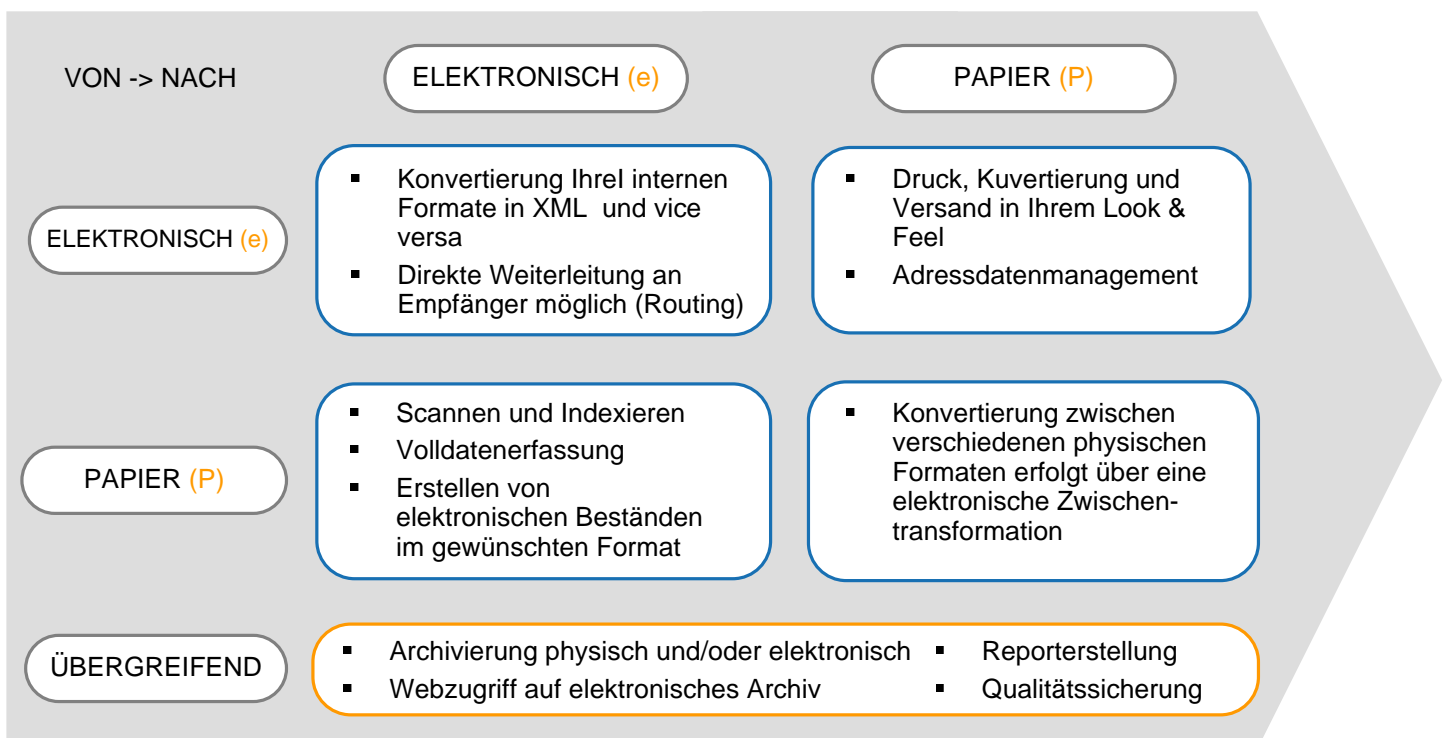 VON -> NACH
ELEKTRONISCH (e)
PAPIER (P)
ELEKTRONISCH (e)
▪ Konvertierung IhreI internen
Formate in XML  und vice
versa
▪ Direkte Weiterleitung an
Empfänger möglich (Routing)
▪ Druck, Kuvertierung und
Versand in Ihrem Look &
Feel
▪ Adressdatenmanagement
PAPIER (P)
▪ Scannen und Indexieren
▪ Volldatenerfassung
▪ Erstellen von
elektronischen Beständen
im gewünschten Format
▪ Konvertierung zwischen
verschiedenen physischen
Formaten erfolgt über eine
elektronische Zwischen-
transformation
ÜBERGREIFEND
▪ Archivierung physisch und/oder elektronisch
▪ Webzugriff auf elektronisches Archiv
▪ Reporterstellung
▪ Qualitätssicherung